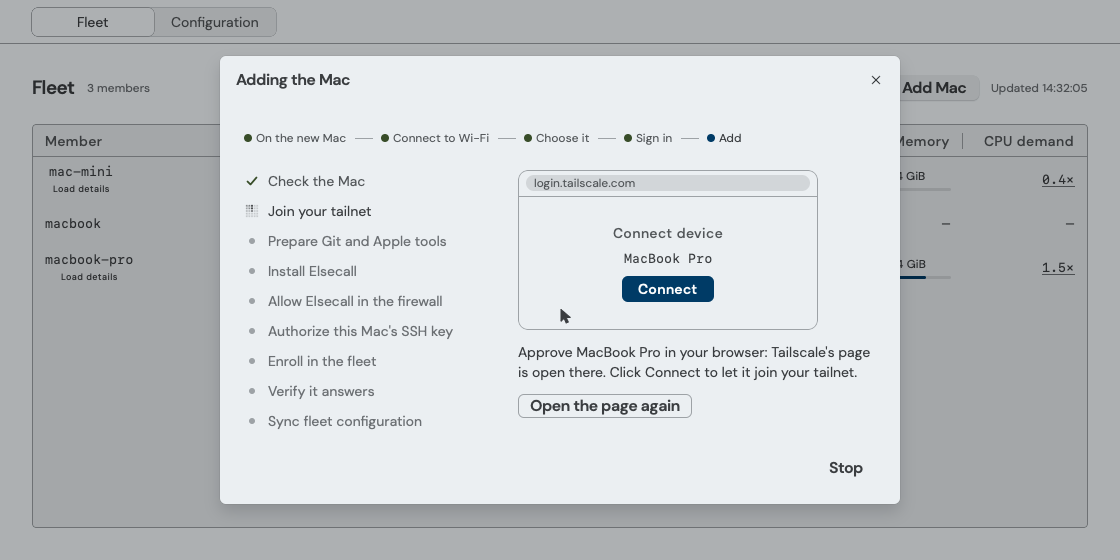 Fleet
Configuration
Fleet
3 members
Add Mac
Updated 14:32:05
Member
Memory
CPU demand
mac-mini
Load details
GiB
0.4×
macbook
—
—
macbook-pro
Load details
GiB
1.5×
Adding the Mac
×
On the new Mac
Connect to Wi-Fi
Choose it
Sign in
Add
Check the Mac
Join your tailnet
Prepare Git and Apple tools
Install Elsecall
Allow Elsecall in the firewall
Authorize this Mac's SSH key
Enroll in the fleet
Verify it answers
Sync fleet configuration
login.tailscale.com
Connect device
MacBook Pro
Connect
Approve MacBook Pro in your browser: Tailscale's page
is open there. Click Connect to let it join your tailnet.
Open the page again
Stop